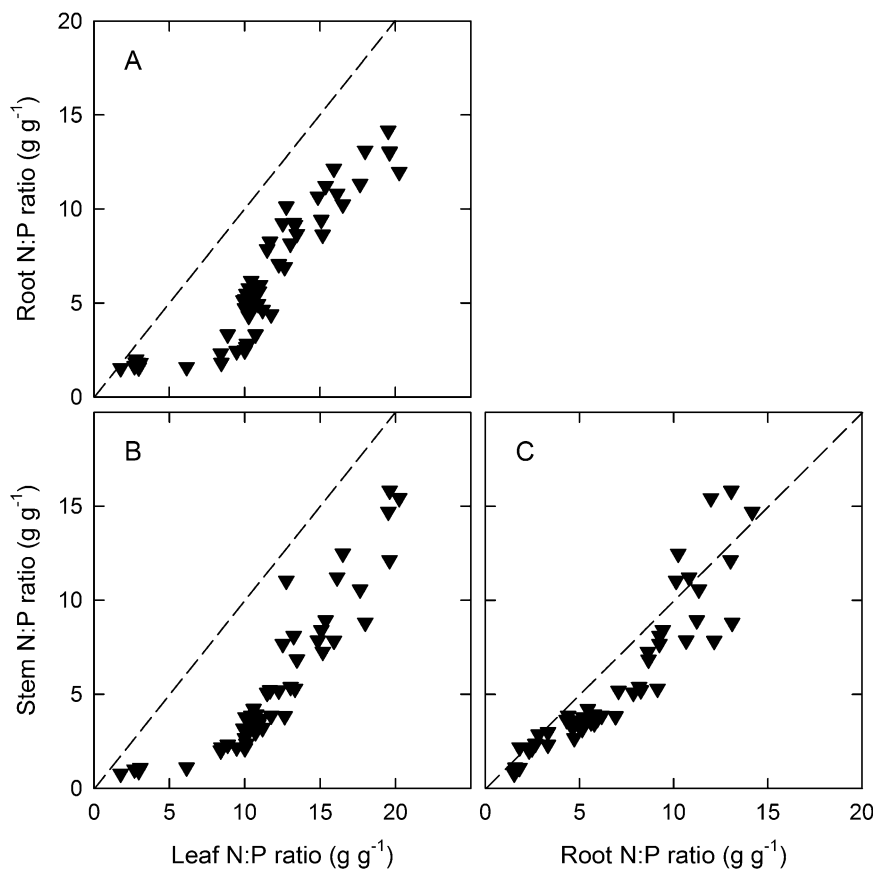 20
A
15
10
5
0
Root N:P ratio (g g⁻¹)
B
15
10
5
0
Stem N:P ratio (g g⁻¹)
0 5 10 15 20
Leaf N:P ratio (g g⁻¹)
C
0 5 10 15 20
Root N:P ratio (g g⁻¹)